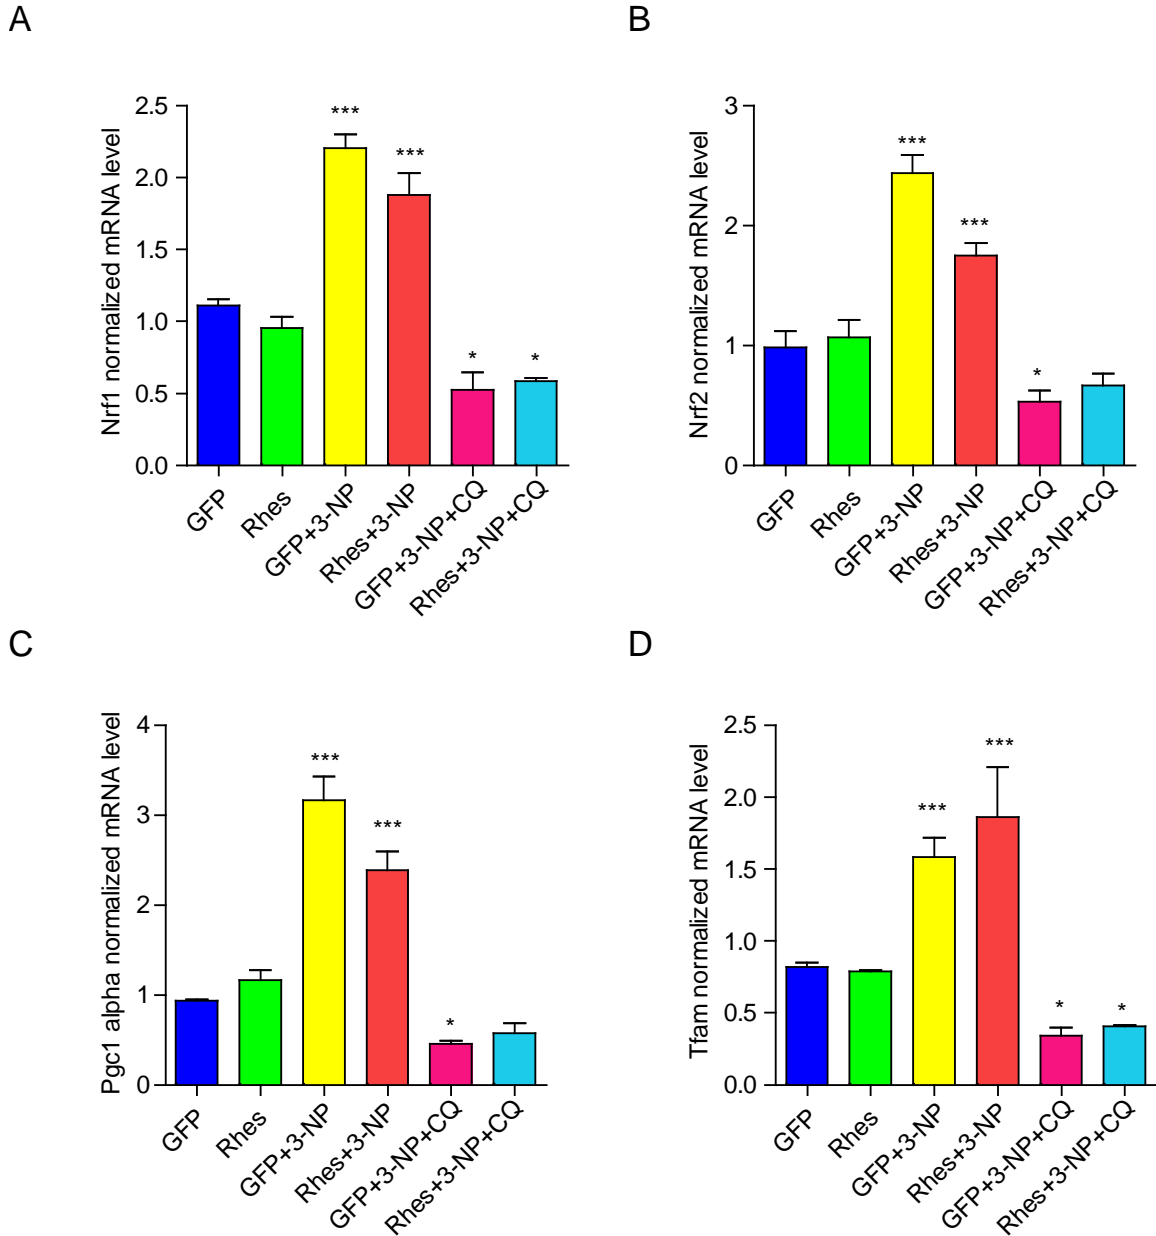 A
Nrf1 normalized mRNA level
2.5
2.0
1.5
1.0
0.5
0.0
***
***
*
*
GFP
Rhes
GFP+3-NP
Rhes+3-NP
GFP+3-NP+CQ
Rhes+3-NP+CQ
B
Nrf2 normalized mRNA level
3
2
1
0
***
***
*
GFP
Rhes
GFP+3-NP
Rhes+3-NP
GFP+3-NP+CQ
Rhes+3-NP+CQ
C
Pgc1 alpha normalized mRNA level
4
3
2
1
0
***
***
*
GFP
Rhes
GFP+3-NP
Rhes+3-NP
GFP+3-NP+CQ
Rhes+3-NP+CQ
D
Tfam normalized mRNA level
2.5
2.0
1.5
1.0
0.5
0.0
***
***
*
*
GFP
Rhes
GFP+3-NP
Rhes+3-NP
GFP+3-NP+CQ
Rhes+3-NP+CQ